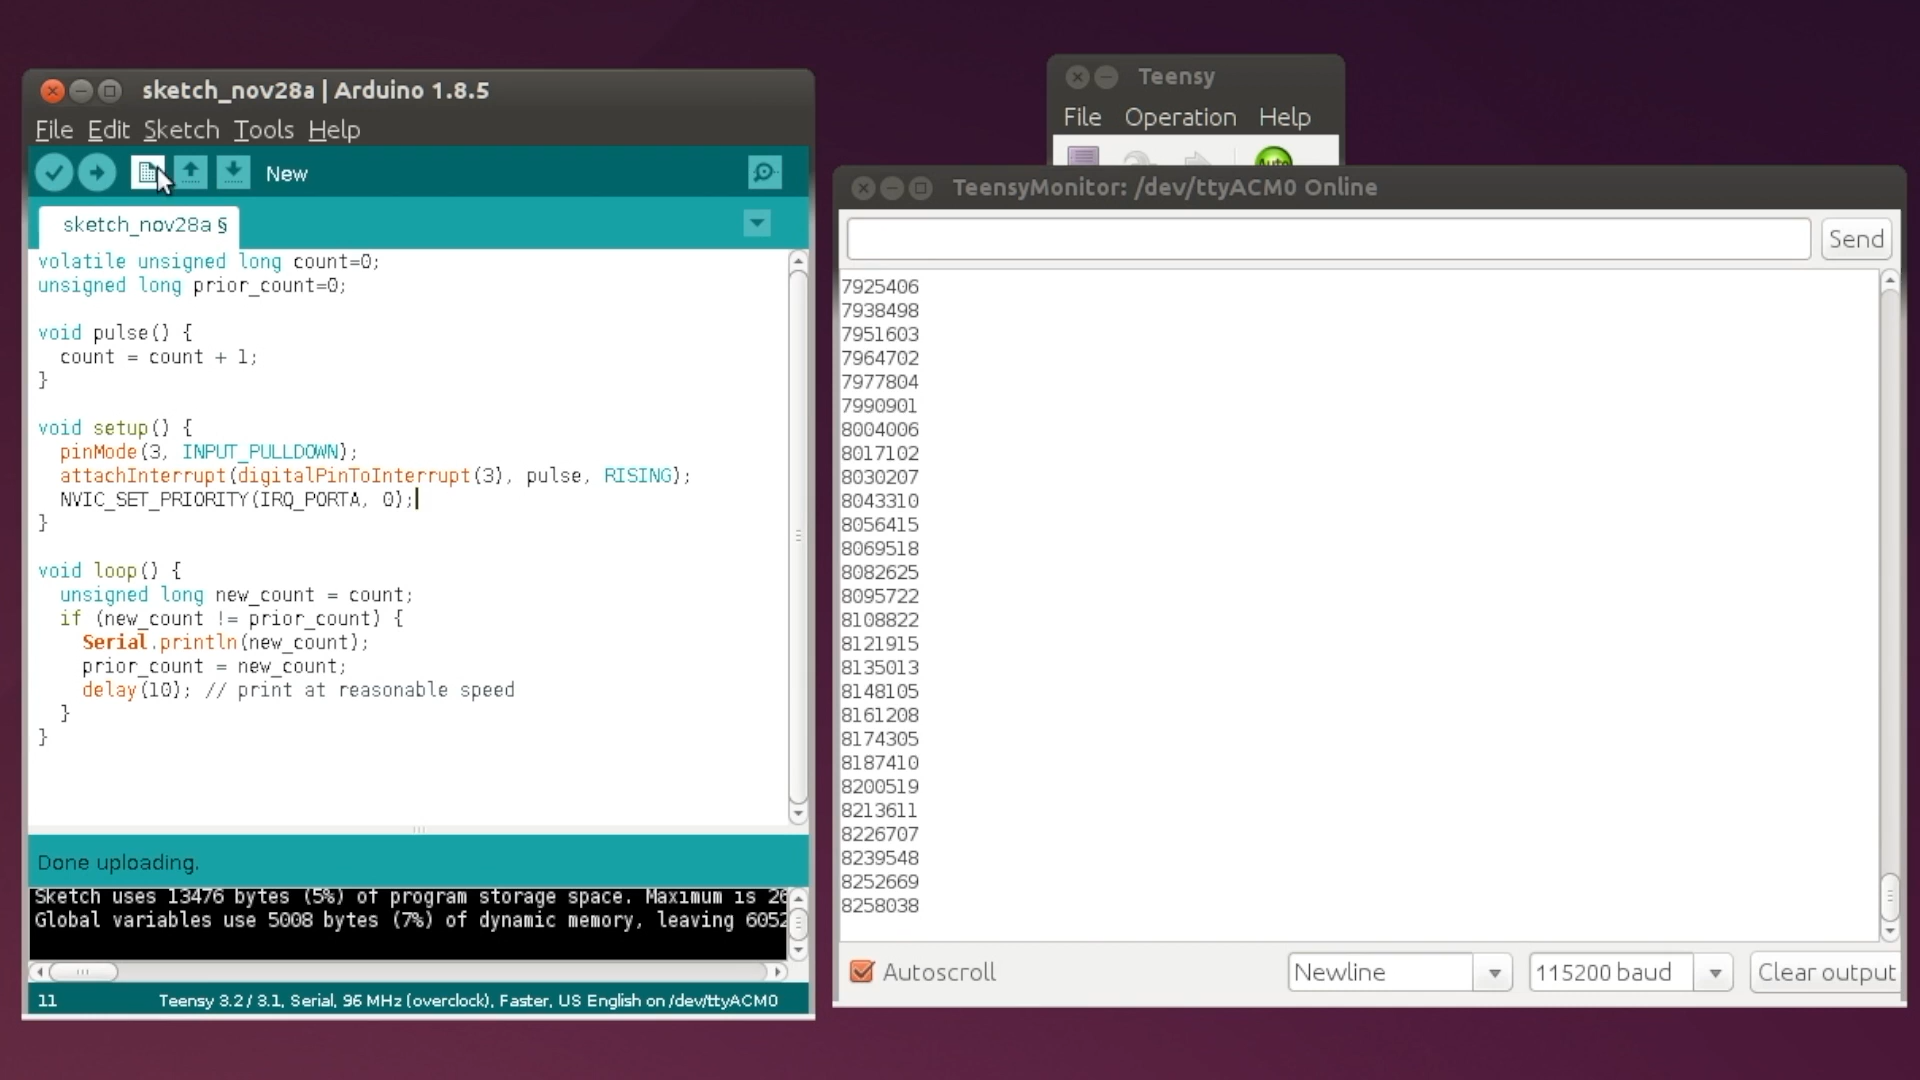 sketch_nov28a | Arduino 1.8.5
File Edit Sketch Tools Help
New
sketch_nov28a §
volatile unsigned long count=0;
unsigned long prior_count=0;
void pulse() {
count = count + 1;
}
void setup() {
pinMode(3, INPUT_PULLDOWN);
attachInterrupt(digitalPinToInterrupt(3), pulse, RISING);
NVIC_SET_PRIORITY(IRQ_PORTA, 0);
}
void loop() {
unsigned long new_count = count;
if (new_count != prior_count) {
Serial.println(new_count);
prior_count = new_count;
delay(10); // print at reasonable speed
}
}
Done uploading.
Sketch uses 13476 bytes (5%) of program storage space. Maximum is 26
Global variables use 5008 bytes (7%) of dynamic memory, leaving 6052
11
Teensy 3.2 / 3.1, Serial, 96 MHz (overclock), Faster, US English on /dev/ttyACM0
Teensy
File Operation Help
Auto
TeensyMonitor: /dev/ttyACM0 Online
Send
7925406
7938498
7951603
7964702
7977804
7990901
8004006
8017102
8030207
8043310
8056415
8069518
8082625
8095722
8108822
8121915
8135013
8148105
8161208
8174305
8187410
8200519
8213611
8226707
8239548
8252669
8258038
Autoscroll
Newline
115200 baud
Clear output